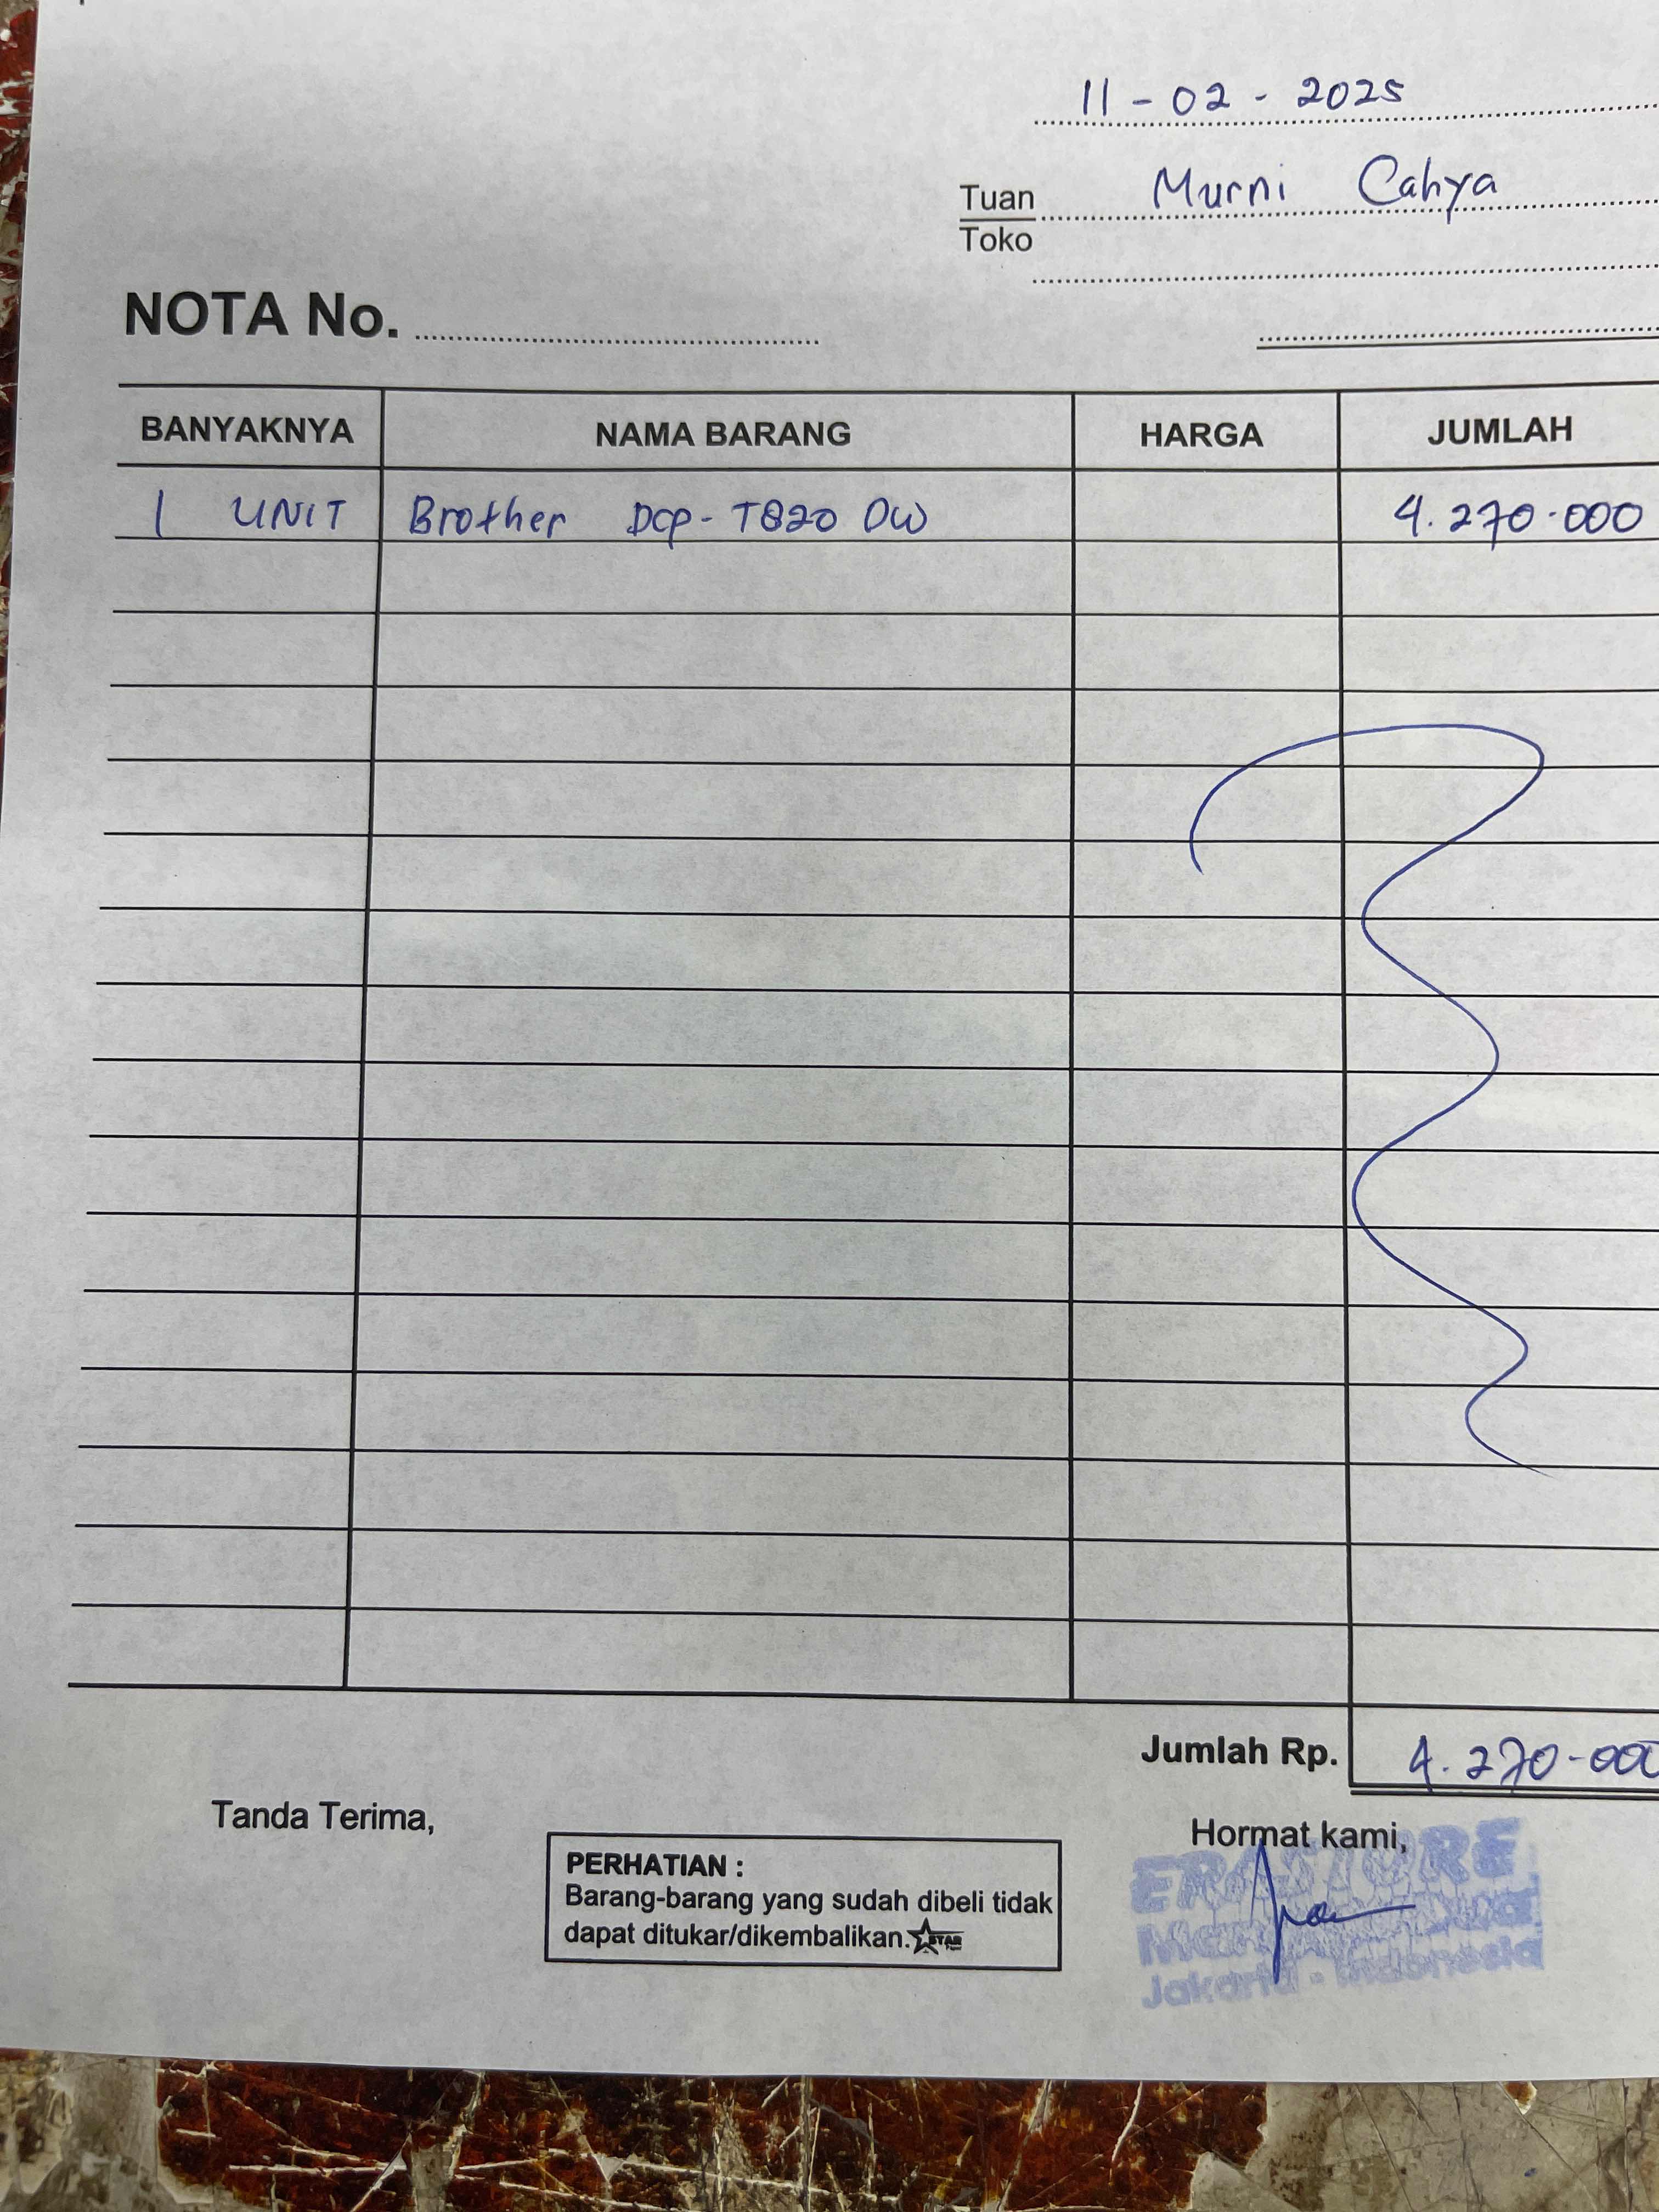 11 - 02 - 2025
Tuan Murni Cahya
Toko
NOTA No.
BANYAKNYA NAMA BARANG HARGA JUMLAH
1 UNIT Brother Dcp-T820 DW 4.270.000
Jumlah Rp. 4.270-000
Tanda Terima,
Hormat kami,
PERHATIAN :
Barang-barang yang sudah dibeli tidak
dapat ditukar/dikembalikan.
STAR
ERASTORE
Jakarta - Indonesia